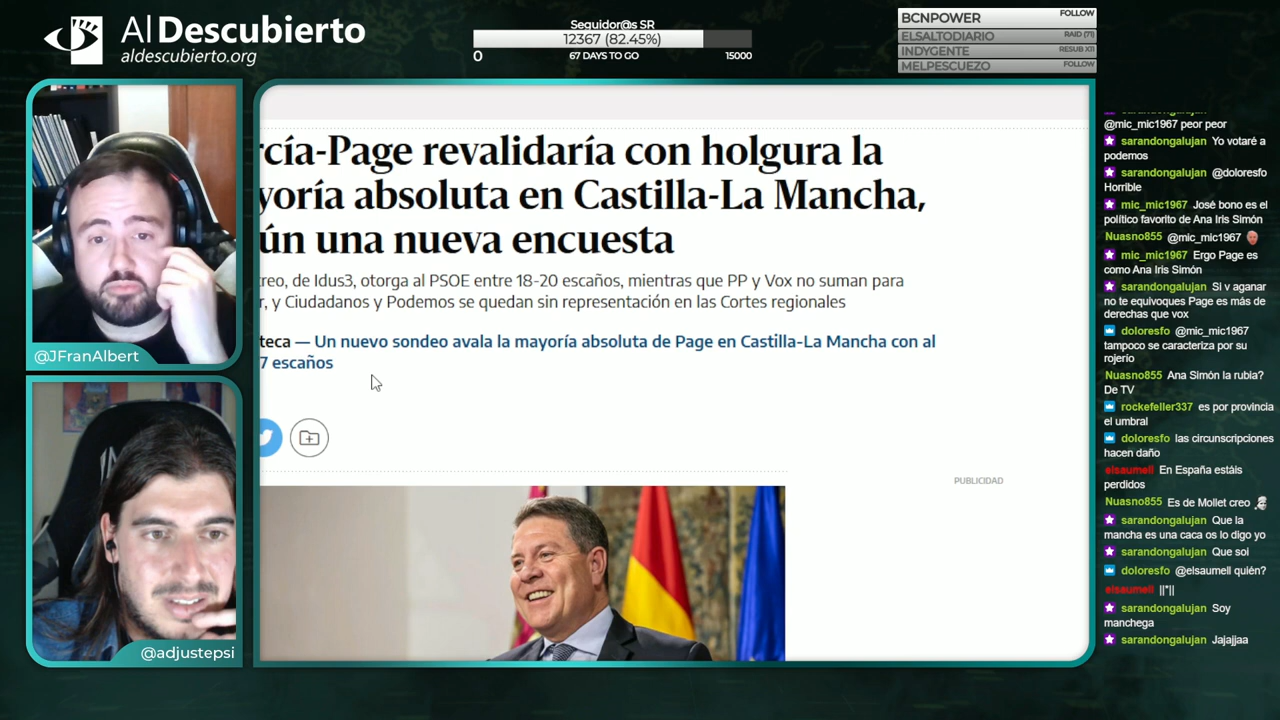 Al Descubierto
aldescubierto.org
Seguidor@s SR
12367 (82.45%)
0
67 DAYS TO GO
15000
BCNPOWER FOLLOW
ELSALTODIARIO RAID (71)
INDYGENTE RESUB X11
MELPESCUEZO FOLLOW
@JFranAlbert
@adjustepsi
rcía-Page revalidaría con holgura la
yoría absoluta en Castilla-La Mancha,
ún una nueva encuesta
creo, de Idus3, otorga al PSOE entre 18-20 escaños, mientras que PP y Vox no suman para
r, y Ciudadanos y Podemos se quedan sin representación en las Cortes regionales
teca — Un nuevo sondeo avala la mayoría absoluta de Page en Castilla-La Mancha con al
7 escaños
PUBLICIDAD
sarandongalujan
@mic_mic1967 peor peor
sarandongalujan Yo votaré a
podemos
sarandongalujan @doloresfo
Horrible
mic_mic1967 José bono es el
político favorito de Ana Iris Simón
Nuasno855 @mic_mic1967
mic_mic1967 Ergo Page es
como Ana Iris Simón
sarandongalujan Si v aganar
no te equivoques Page es más de
derechas que vox
doloresfo @mic_mic1967
tampoco se caracteriza por su
rojerío
Nuasno855 Ana Simón la rubia?
De TV
rockefeller337 es por provincia
el umbral
doloresfo las circunscripciones
hacen daño
elsaumell En España estáis
perdidos
Nuasno855 Es de Mollet creo
sarandongalujan Que la
mancha es una caca os lo digo yo
sarandongalujan Que soi
doloresfo @elsaumell quién?
elsaumell ||*||
sarandongalujan Soy
manchega
sarandongalujan Jajajjaa